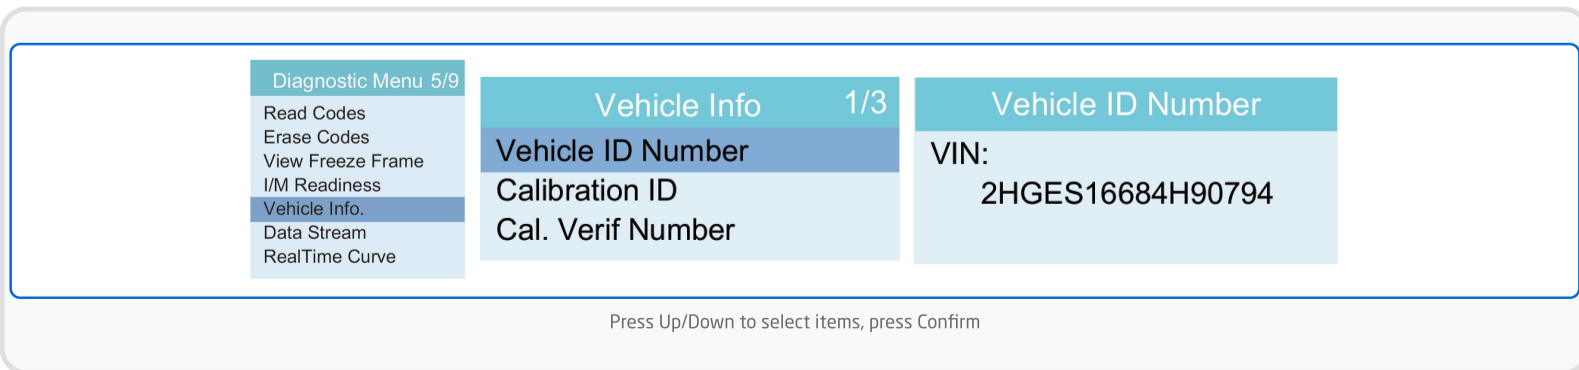 Diagnostic Menu 5/9
Read Codes
Erase Codes
View Freeze Frame
I/M Readiness
Vehicle Info.
Data Stream
RealTime Curve
Vehicle Info 1/3
Vehicle ID Number
Calibration ID
Cal. Verif Number
Vehicle ID Number
VIN:
2HGES16684H90794
Press Up/Down to select items, press Confirm